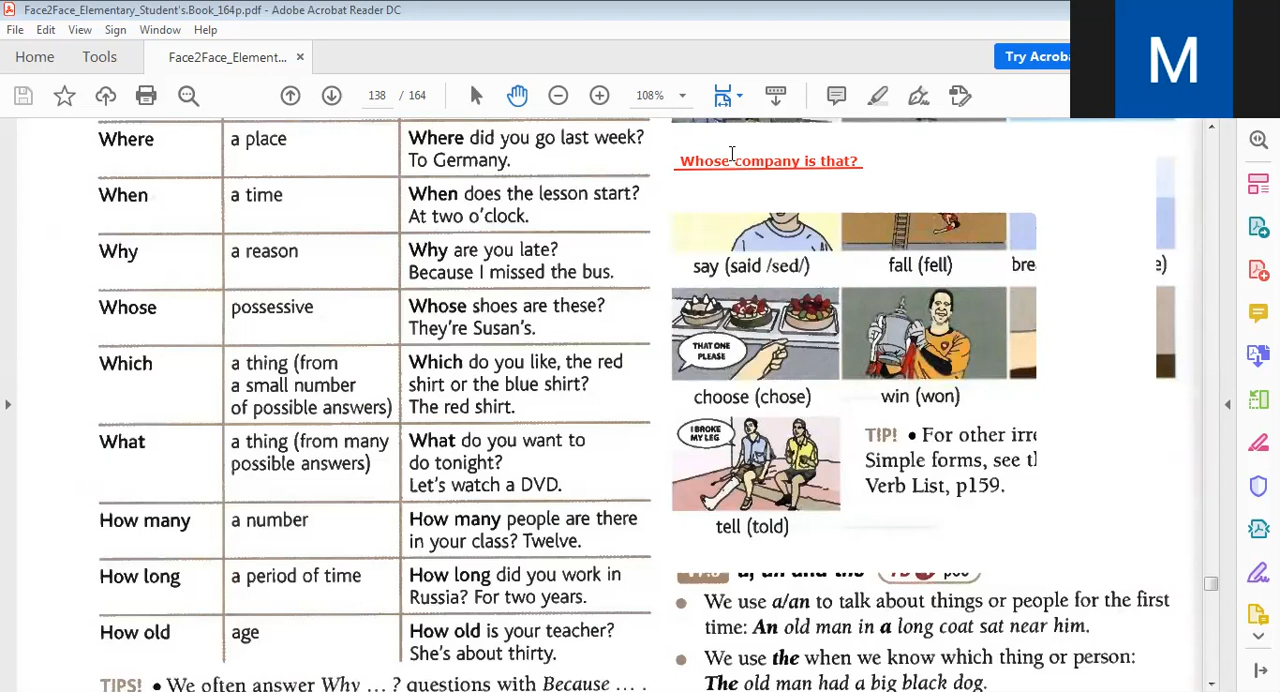 Face2Face_Elementary_Student's.Book_164p.pdf - Adobe Acrobat Reader DC
File Edit View Sign Window Help
Home Tools Face2Face_Element... × Try Acroba
138 / 164 108%
M
Where a place Where did you go last week?
To Germany.
When a time When does the lesson start?
At two o'clock.
Why a reason Why are you late?
Because I missed the bus.
Whose possessive Whose shoes are these?
They're Susan's.
Which a thing (from Which do you like, the red
a small number shirt or the blue shirt?
of possible answers) The red shirt.
What a thing (from many What do you want to
possible answers) do tonight?
Let's watch a DVD.
How many a number How many people are there
in your class? Twelve.
How long a period of time How long did you work in
Russia? For two years.
How old age How old is your teacher?
She's about thirty.
TIPS! • We often answer Why ... ? questions with Because ... .
Whose company is that?
say (said /sed/) fall (fell) bre e)
THAT ONE
PLEASE
choose (chose) win (won)
I BROKE
MY LEG
tell (told)
TIP! • For other irre
Simple forms, see tl
Verb List, p159.
a, an and the
• We use a/an to talk about things or people for the first
time: An old man in a long coat sat near him.
• We use the when we know which thing or person:
The old man had a big black dog.